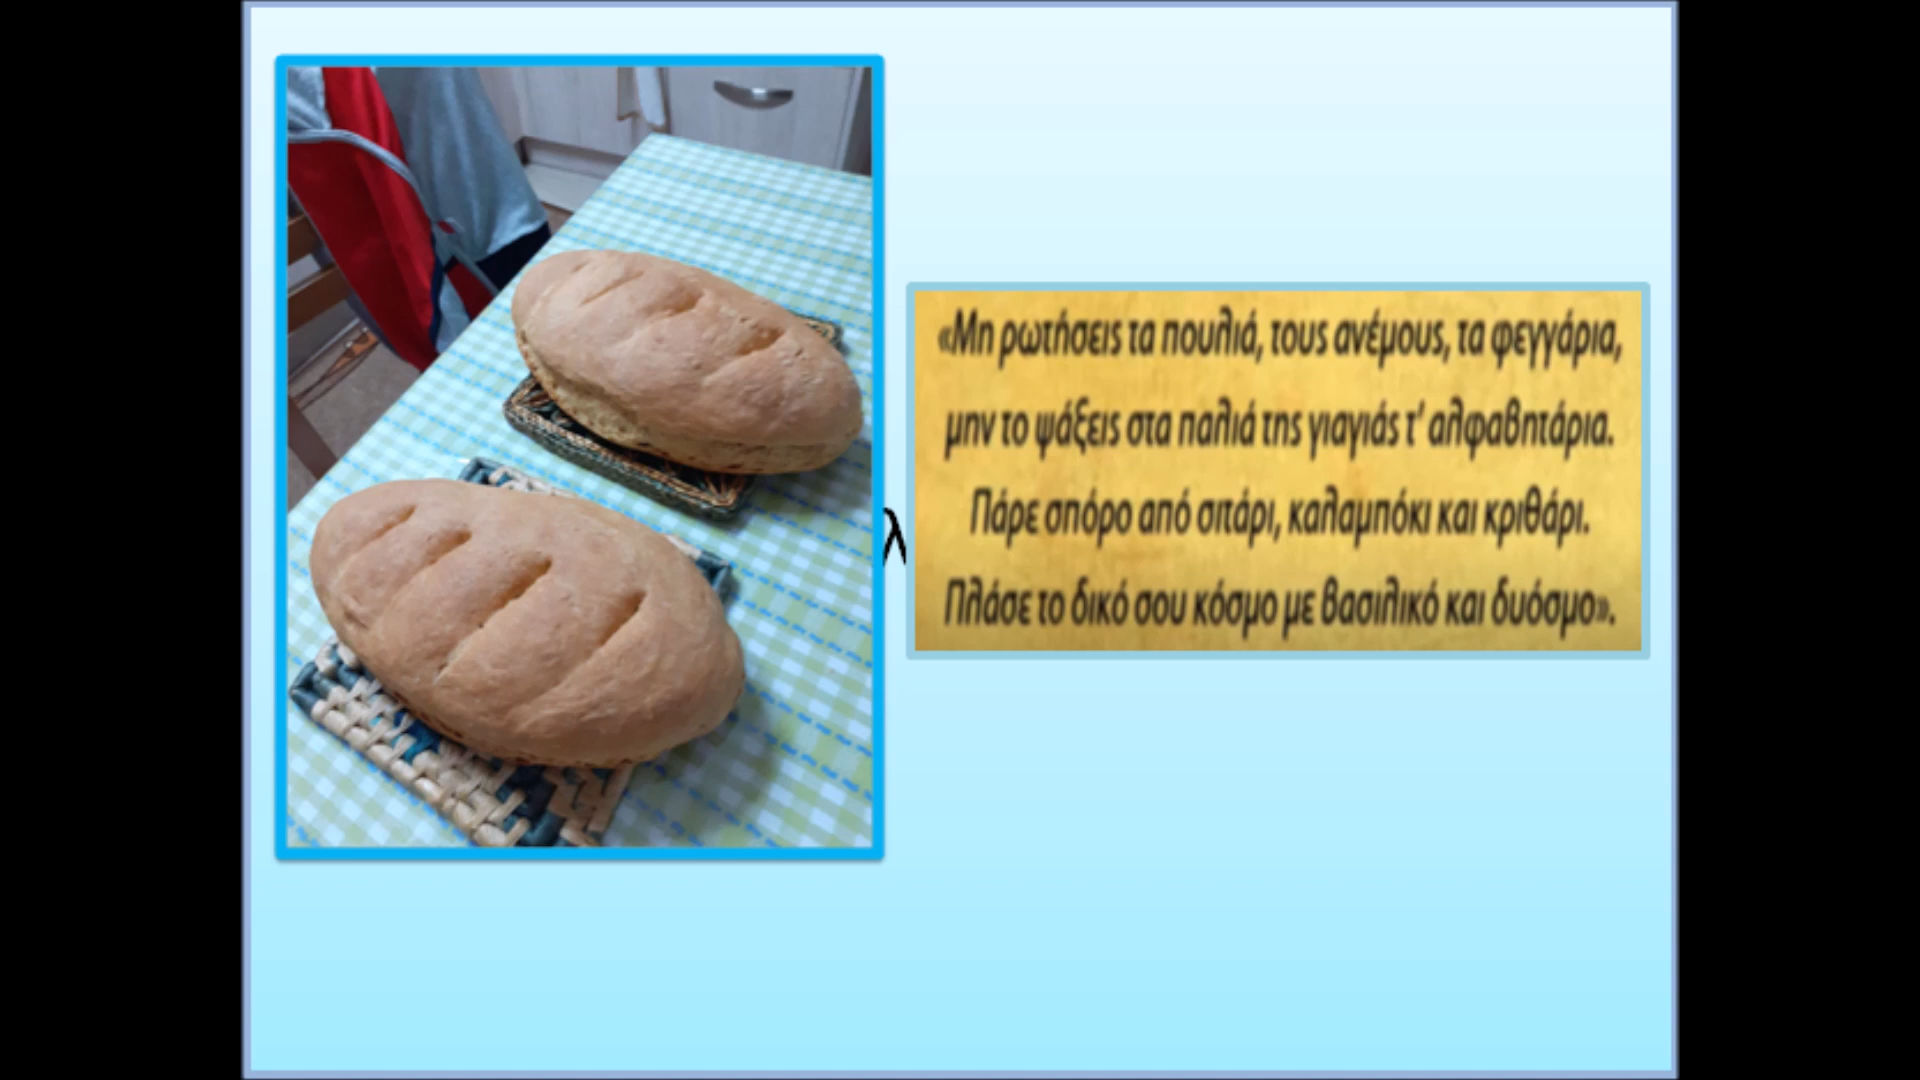 «Μη ρωτήσεις τα πουλιά, τους ανέμους, τα φεγγάρια,
μην το ψάξεις στα παλιά της γιαγιάς τ' αλφαβητάρια.
Πάρε σπόρο από σιτάρι, καλαμπόκι και κριθάρι.
Πλάσε το δικό σου κόσμο με βασιλικό και δυόσμο».
λ